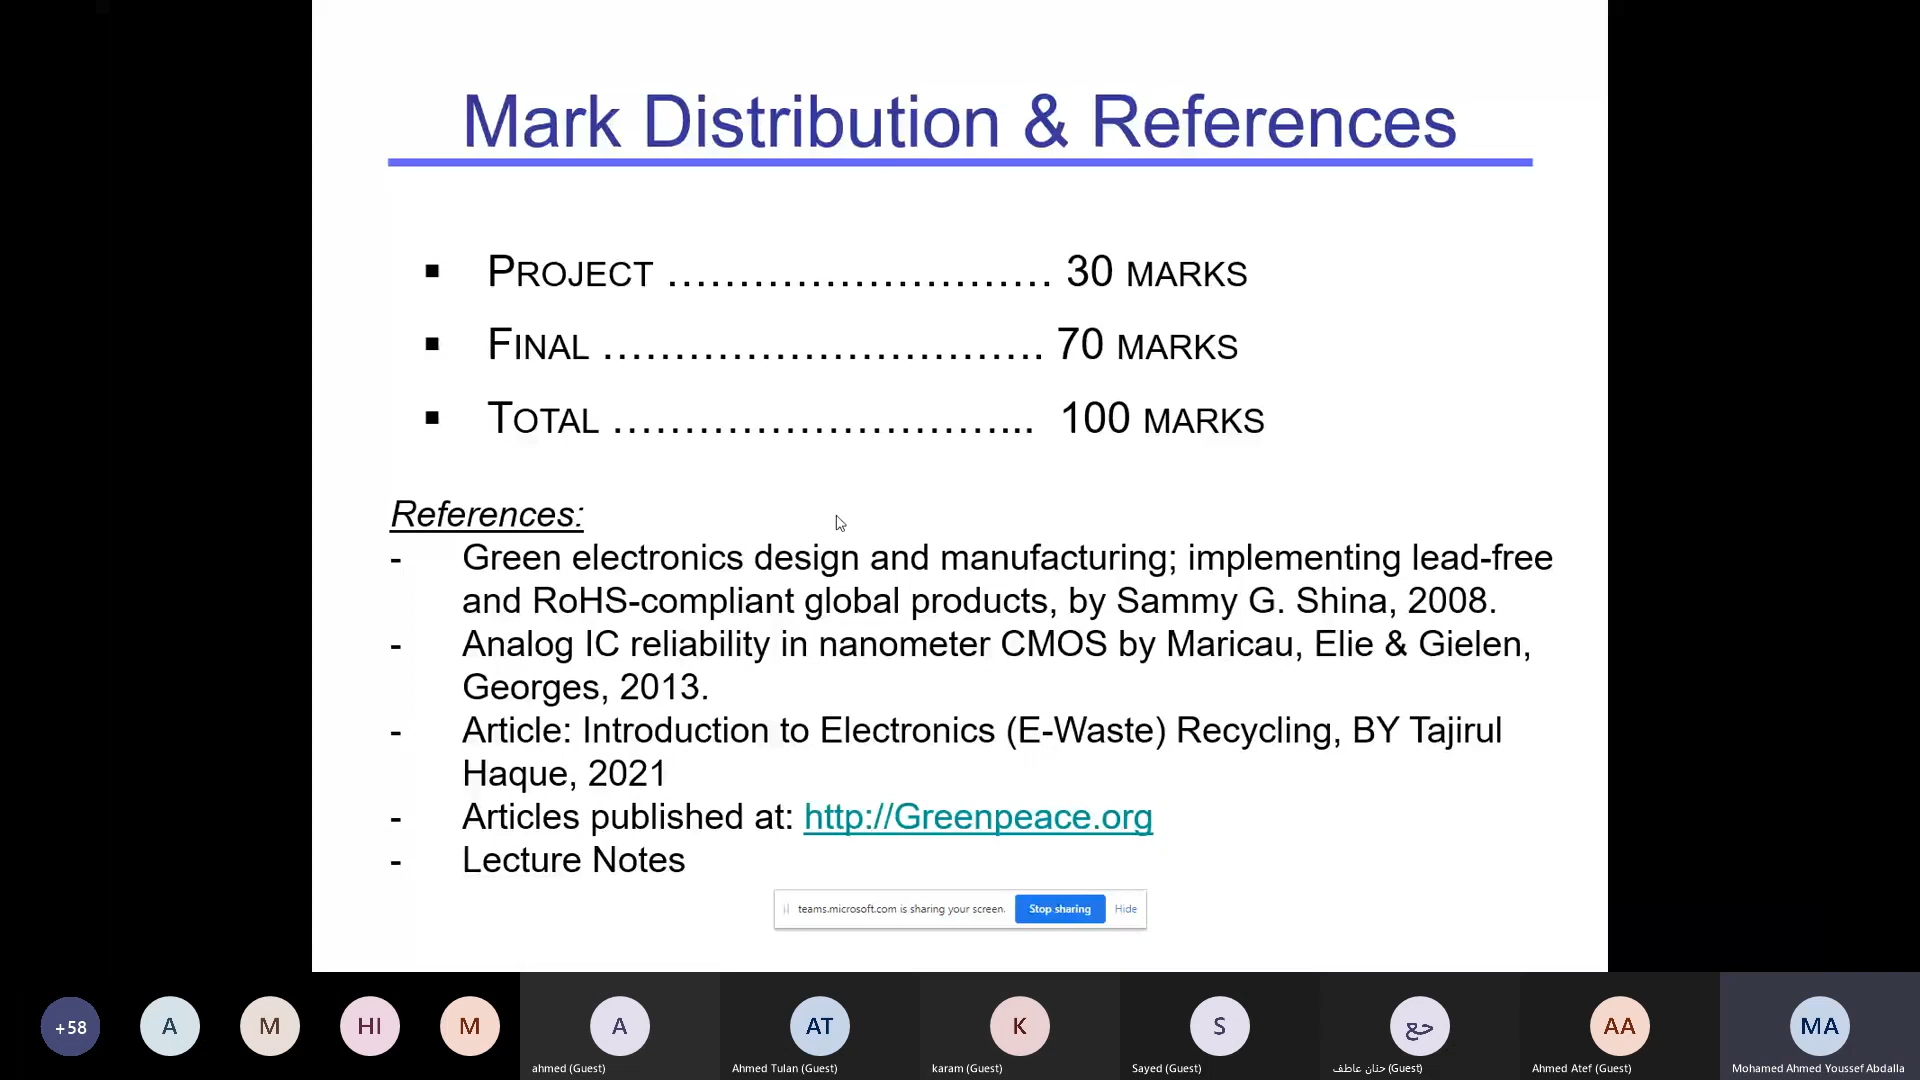 Mark Distribution & References
▪ PROJECT ……………………… 30 MARKS
▪ FINAL …………………………. 70 MARKS
▪ TOTAL ………………………... 100 MARKS
References:
- Green electronics design and manufacturing; implementing lead-free
and RoHS-compliant global products, by Sammy G. Shina, 2008.
- Analog IC reliability in nanometer CMOS by Maricau, Elie & Gielen,
Georges, 2013.
- Article: Introduction to Electronics (E-Waste) Recycling, BY Tajirul
Haque, 2021
- Articles published at: http://Greenpeace.org
- Lecture Notes
teams.microsoft.com is sharing your screen. Stop sharing Hide
+58 A M HI M A AT K S حع AA MA
ahmed (Guest) Ahmed Tulan (Guest) karam (Guest) Sayed (Guest) حنان عاطف (Guest) Ahmed Atef (Guest) Mohamed Ahmed Youssef Abdalla